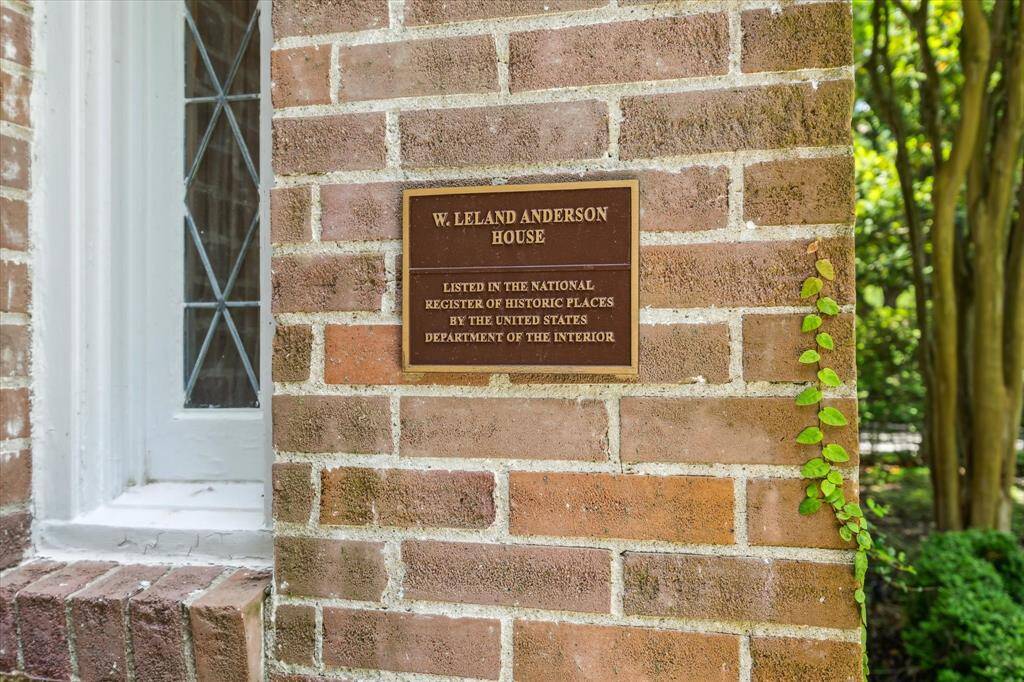 W. LELAND ANDERSON
HOUSE
LISTED IN THE NATIONAL
REGISTER OF HISTORIC PLACES
BY THE UNITED STATES
DEPARTMENT OF THE INTERIOR